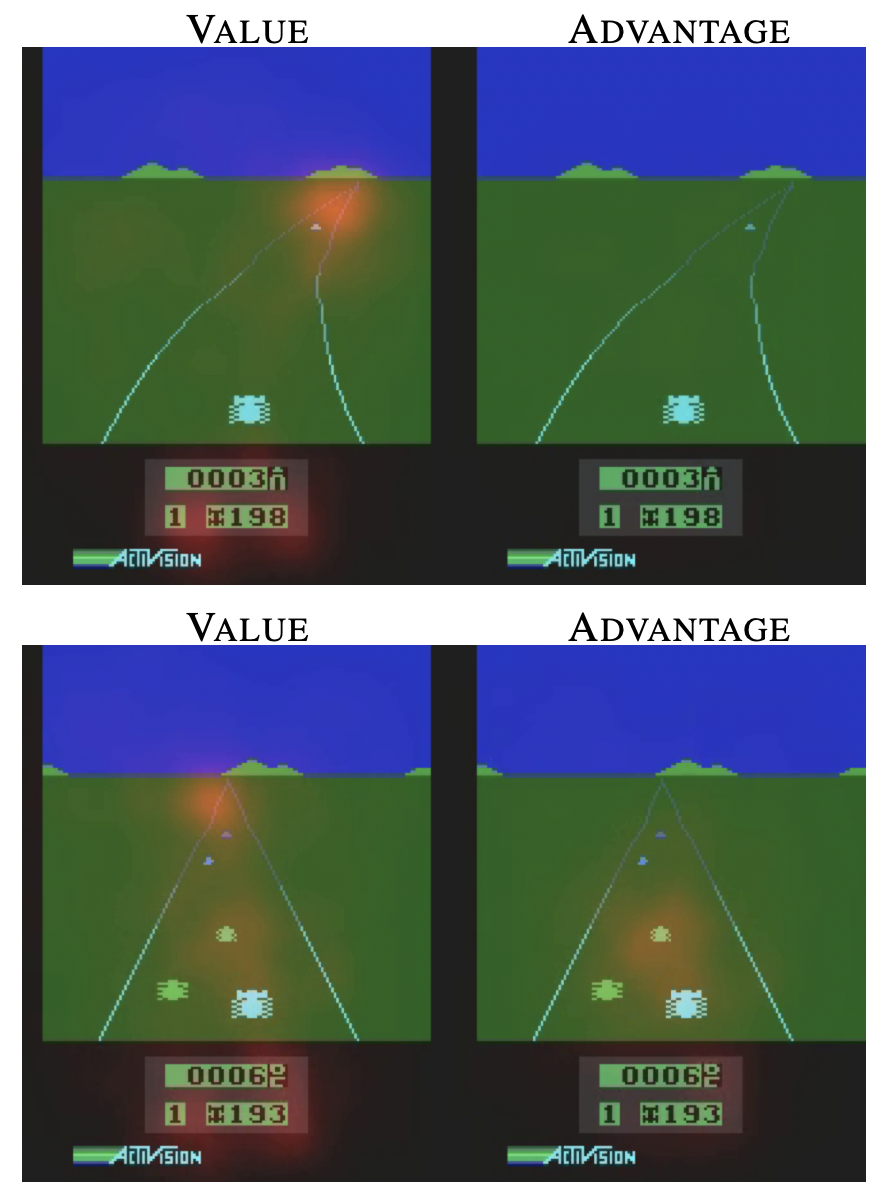 VALUE ADVANTAGE
0003 0003
1 198 1 198
ACTIVISION ACTIVISION
VALUE ADVANTAGE
0006 0006
1 193 1 193
ACTIVISION ACTIVISION